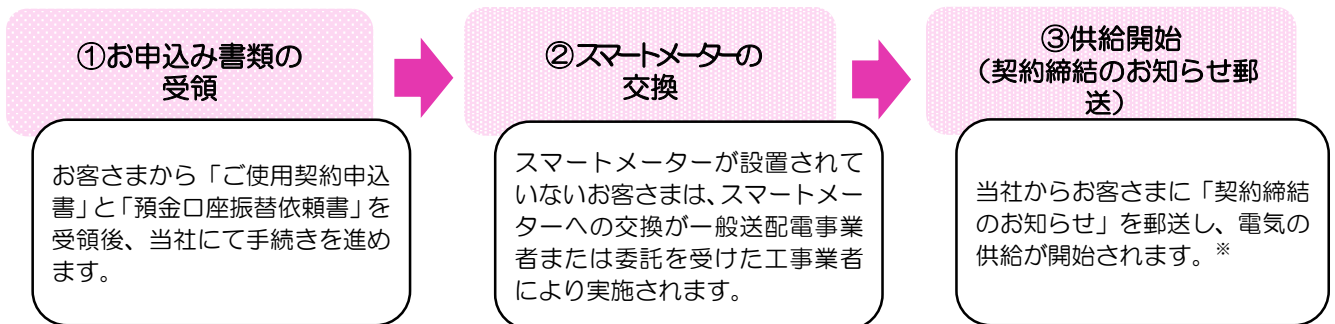 ①お申込み書類の
受領
お客さまから「ご使用契約申込
書」と「預金口座振替依頼書」を
受領後、当社にて手続きを進め
ます。
②スマートメーターの
交換
スマートメーターが設置されて
いないお客さまは、スマートメー
ターへの交換が一般送配電事業
者または委託を受けた工事業者
により実施されます。
③供給開始
（契約締結のお知らせ郵
送）
当社からお客さまに「契約締結
のお知らせ」を郵送し、電気の
供給が開始されます。※